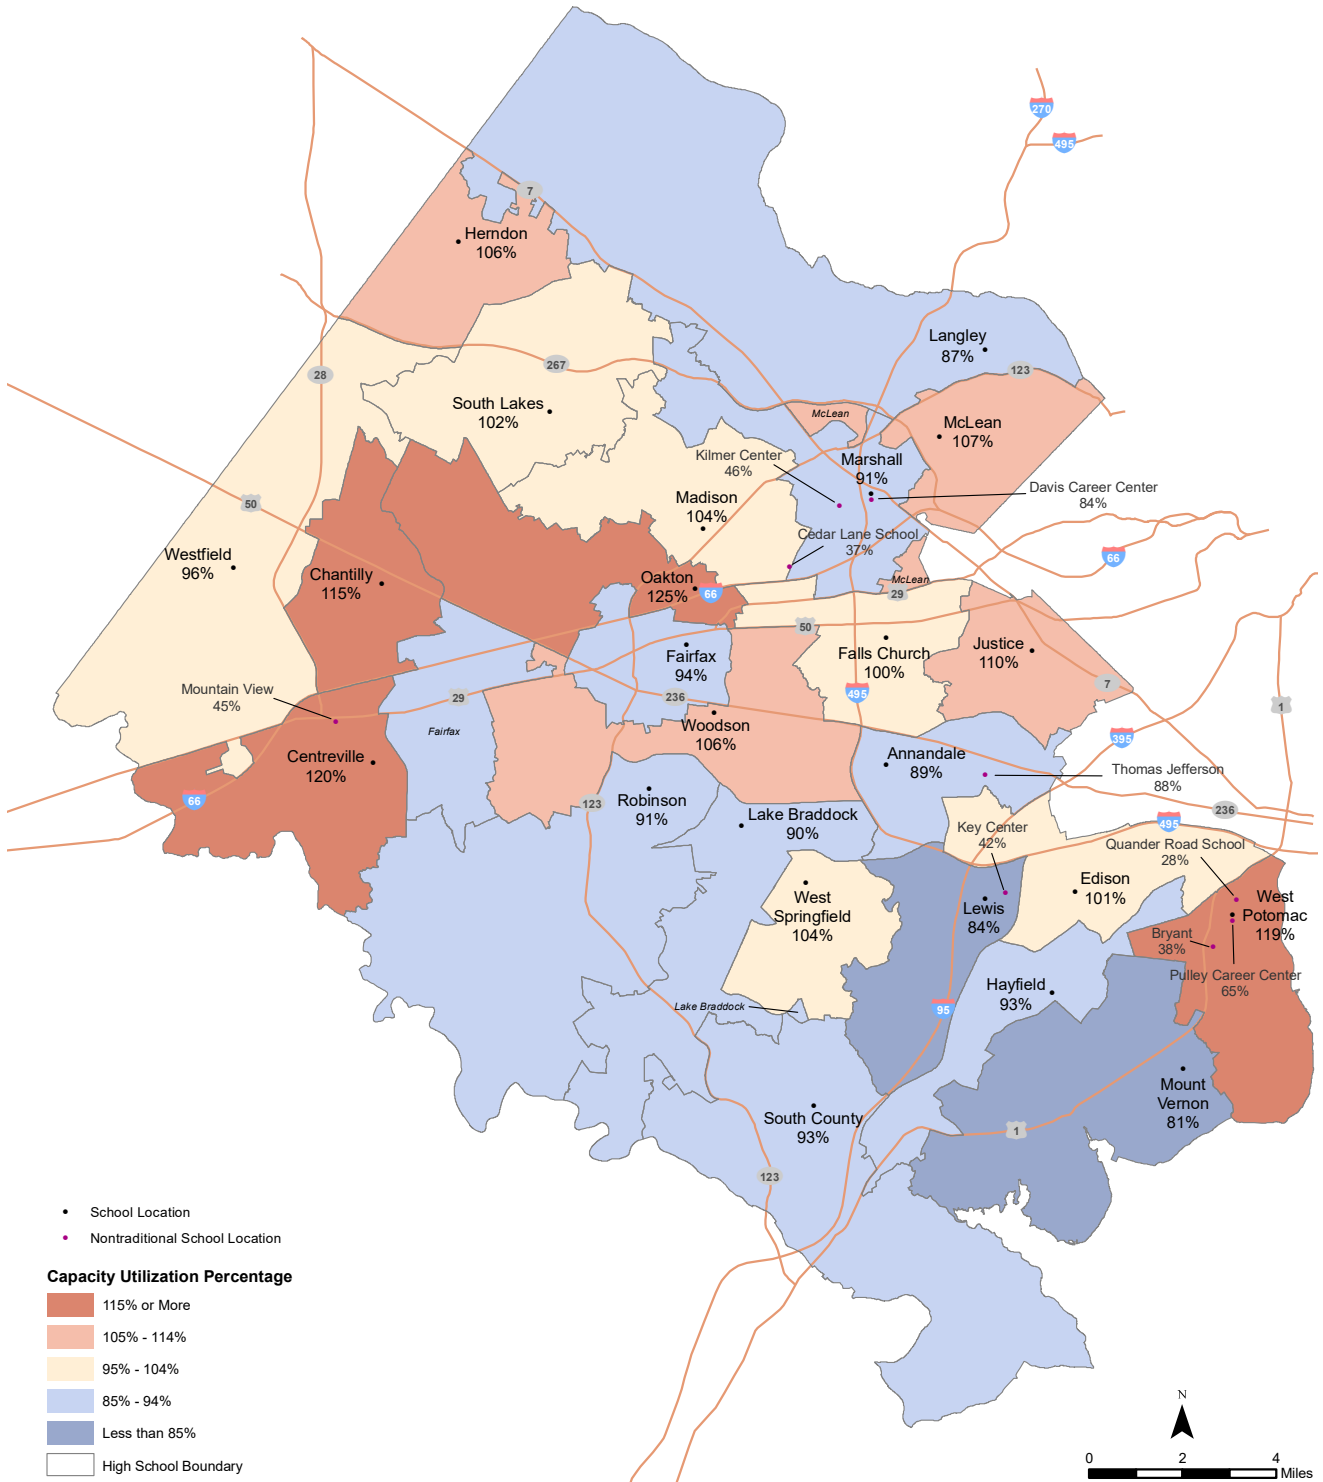 270
495
7
Herndon
106%
Langley
87%
123
267
28
South Lakes
102%
McLean
McLean
107%
Kilmer Center
46%
Marshall
91%
Davis Career Center
84%
Madison
104%
50
Cedar Lane School
37%
66
Westfield
96%
Chantilly
115%
Oakton
125%
66
McLean
29
50
Fairfax
94%
Falls Church
100%
Justice
110%
7
Mountain View
45%
29
236
495
1
Fairfax
Woodson
106%
395
Centreville
120%
Annandale
89%
Thomas Jefferson
88%
66
123
Robinson
91%
Lake Braddock
90%
236
495
Key Center
42%
Quander Road School
28%
West
Springfield
104%
Edison
101%
Lewis
84%
West
Potomac
119%
Bryant
38%
Pulley Career Center
65%
Hayfield
93%
Lake Braddock
95
Mount
Vernon
81%
South County
93%
1
123
School Location
Nontraditional School Location
Capacity Utilization Percentage
115% or More
105% - 114%
95% - 104%
85% - 94%
Less than 85%
High School Boundary
N
0 2 4
Miles